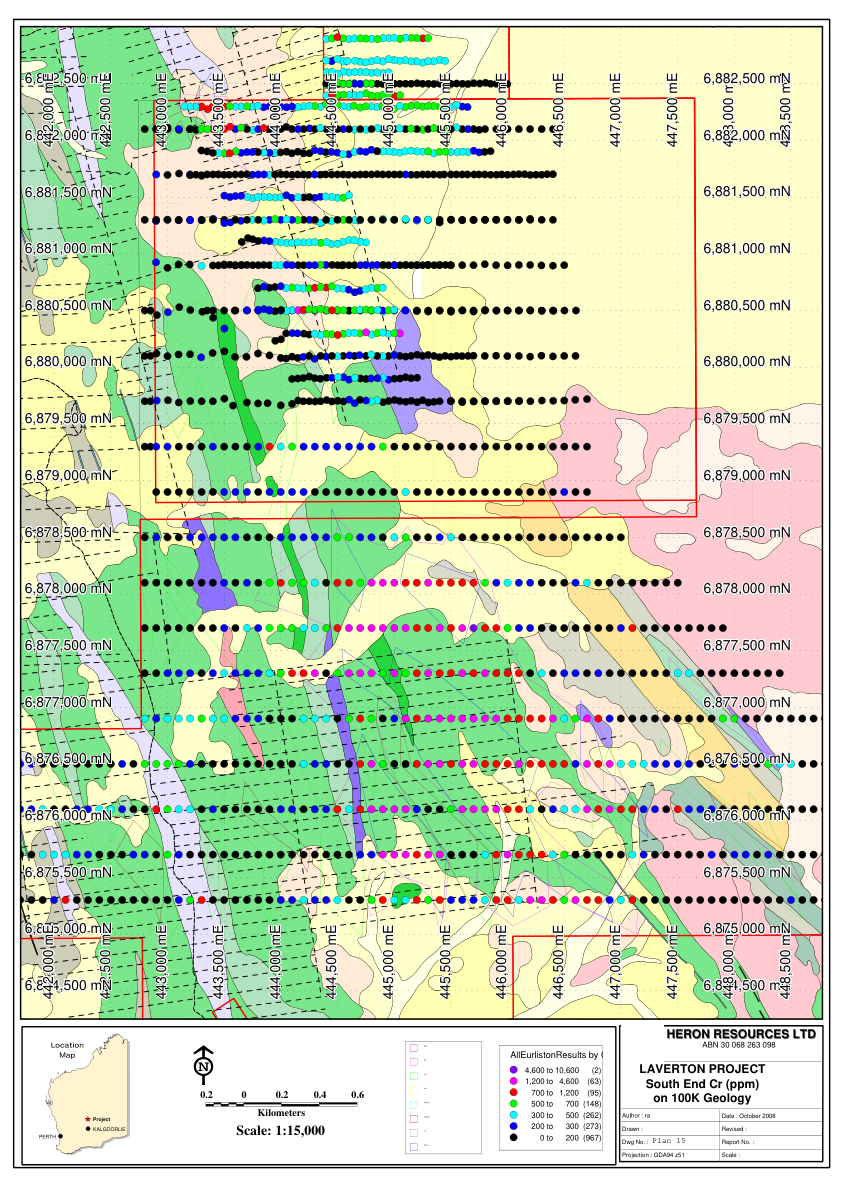 6,882,500 mN
6,882,500 mN
442,000 mE
442,500 mE
443,000 mE
443,500 mE
444,000 mE
444,500 mE
445,000 mE
445,500 mE
446,000 mE
446,500 mE
447,000 mE
447,500 mE
6,882,000 mN
6,882,000 mN
6,881,500 mN
6,881,500 mN
6,881,000 mN
6,881,000 mN
6,880,500 mN
6,880,500 mN
6,880,000 mN
6,880,000 mN
6,879,500 mN
6,879,500 mN
6,879,000 mN
6,879,000 mN
6,878,500 mN
6,878,500 mN
6,878,000 mN
6,878,000 mN
6,877,500 mN
6,877,500 mN
6,877,000 mN
6,877,000 mN
6,876,500 mN
6,876,500 mN
6,876,000 mN
6,876,000 mN
6,875,500 mN
6,875,500 mN
6,875,000 mN
6,875,000 mN
442,000 mE
442,500 mE
443,000 mE
443,500 mE
444,000 mE
444,500 mE
445,000 mE
445,500 mE
446,000 mE
446,500 mE
447,000 mE
447,500 mE
448,000 mE
448,500 mE
6,874,500 mN
6,874,500 mN
Location
Map
Project
KALGOORLIE
PERTH
N
0.2 0 0.2 0.4 0.6
Kilometers
Scale: 1:15,000
AllEurlistonResults by (
4,600 to 10,600 (2)
1,200 to 4,600 (63)
700 to 1,200 (95)
500 to 700 (148)
300 to 500 (262)
200 to 300 (273)
0 to 200 (967)
HERON RESOURCES LTD
ABN 30 068 263 098
LAVERTON PROJECT
South End Cr (ppm)
on 100K Geology
Author : ra
Date : October 2008
Drawn :
Revised :
Dwg No. : Plan 15
Report No. :
Projection : GDA94 z51
Scale :